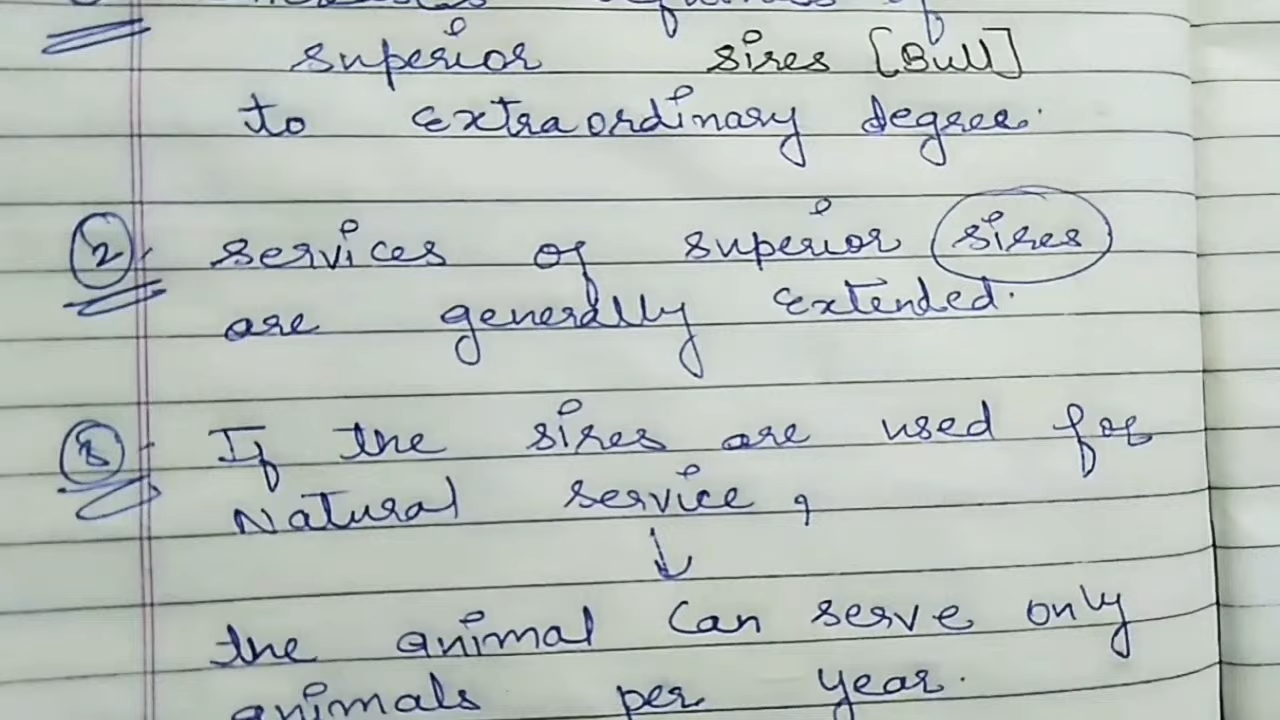 superior sires [Bull]
to extraordinary degree.
2 services of superior sires
are generally extended.
If the sires are used for
Natural service,
↓
the animal can serve only
animals per year.